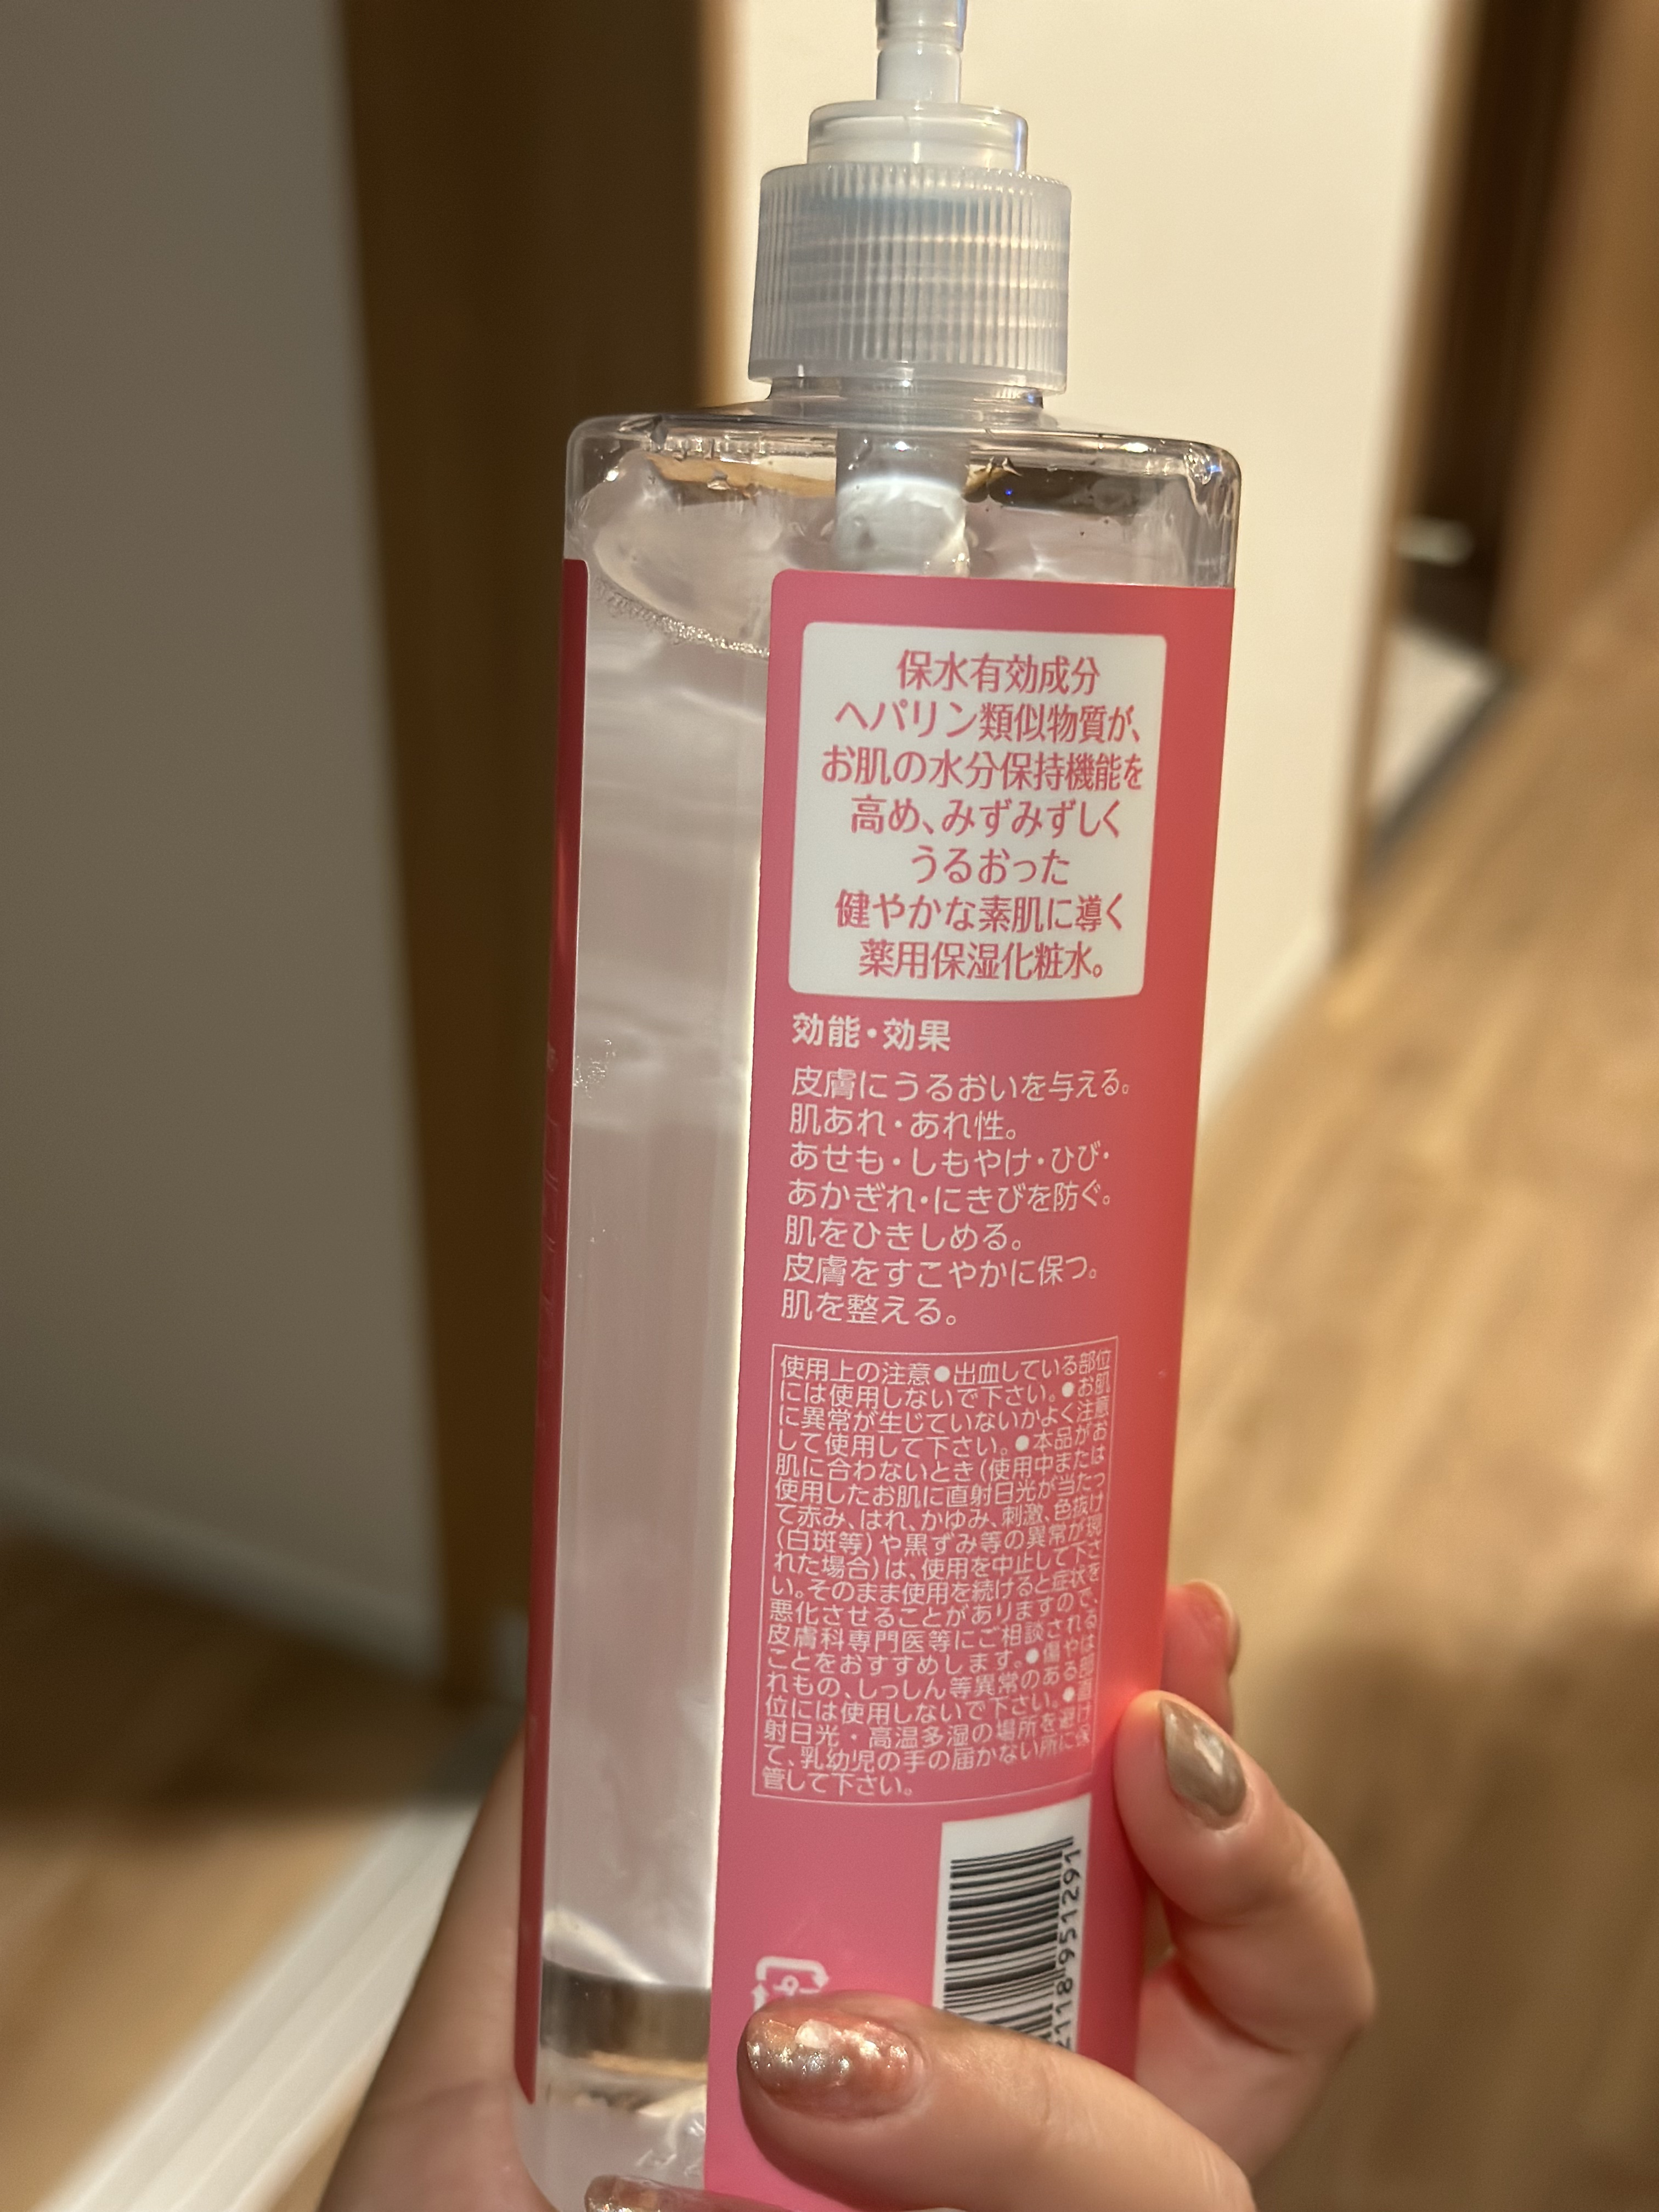 保水有効成分
ヘパリン類似物質が、
お肌の水分保持機能を
高め、みずみずしく
うるおった
健やかな素肌に導く
薬用保湿化粧水。
効能・効果
皮膚にうるおいを与える。
肌あれ・あれ性。
あせも・しもやけ・ひび・
あかぎれ・にきびを防ぐ。
肌をひきしめる。
皮膚をすこやかに保つ。
肌を整える。
使用上の注意●出血している部位
には使用しないで下さい。●お肌
に異常が生じていないかよく注意
して使用して下さい。●本品がお
肌に合わないとき(使用中または
使用したお肌に直射日光が当たっ
て赤み、はれ、かゆみ、刺激、色抜け
(白斑等)や黒ずみ等の異常が現
れた場合)は、使用を中止して下さ
い。そのまま使用を続けると症状を
悪化させることがありますので、
皮膚科専門医等にご相談される
ことをおすすめします。●傷やは
れもの、しっしん等異常のある部
位には使用しないで下さい。●直
射日光・高温多湿の場所を避け
て、乳幼児の手の届かない所に保
管して下さい。
2118951291